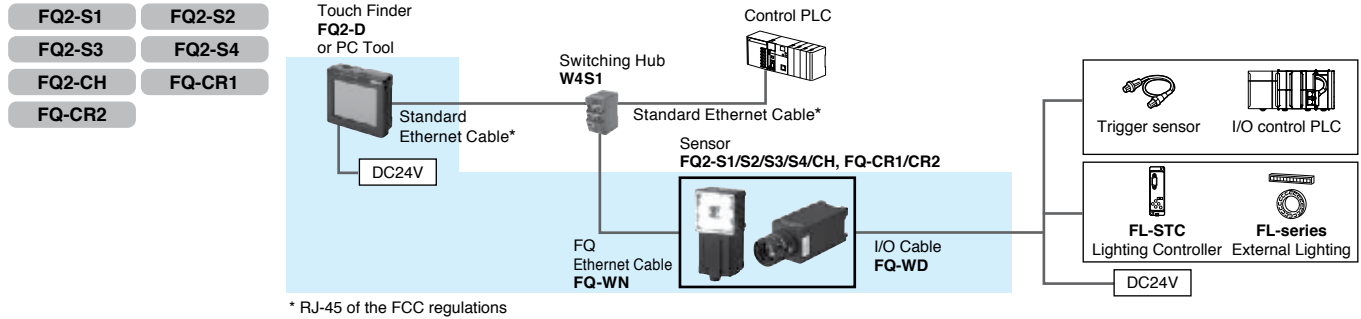 FQ2-S1
FQ2-S2
FQ2-S3
FQ2-S4
FQ2-CH
FQ-CR1
FQ-CR2
Touch Finder
FQ2-D
or PC Tool
Standard
Ethernet Cable*
DC24V
Switching Hub
W4S1
Control PLC
Standard Ethernet Cable*
Sensor
FQ2-S1/S2/S3/S4/CH, FQ-CR1/CR2
FQ
Ethernet Cable
FQ-WN
I/O Cable
FQ-WD
Trigger sensor
I/O control PLC
FL-STC
Lighting Controller
FL-series
External Lighting
DC24V
* RJ-45 of the FCC regulations